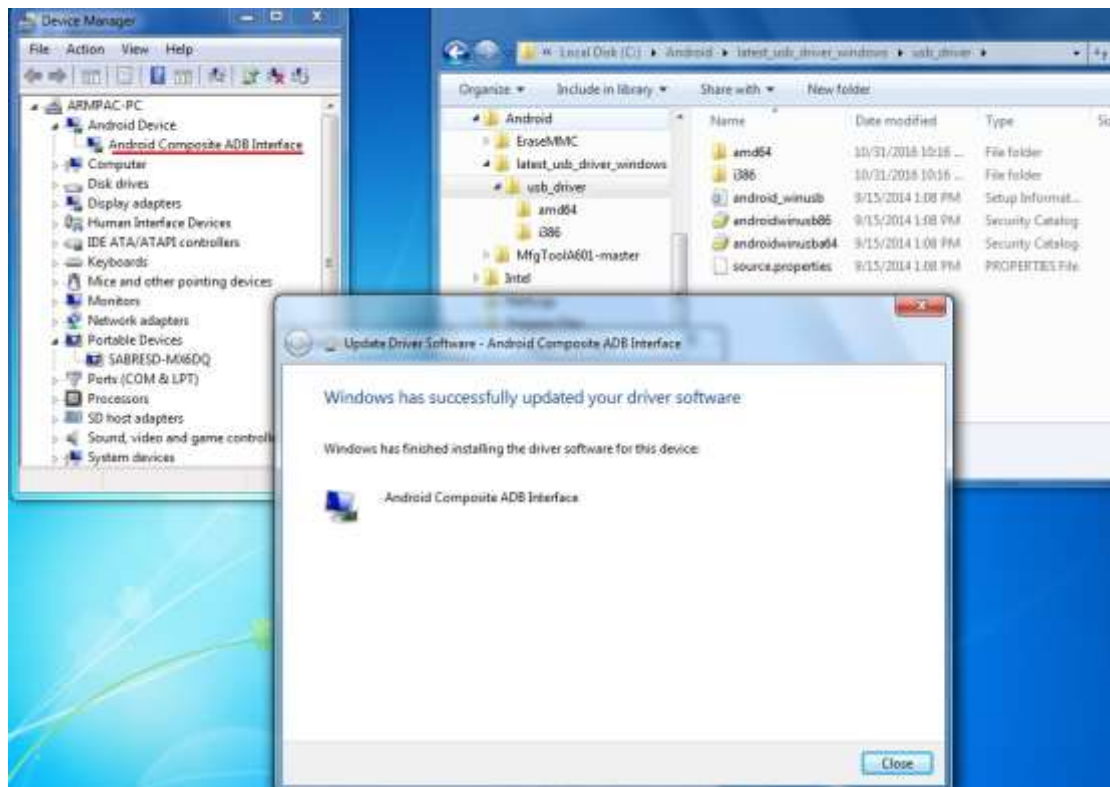 Device Manager
File Action View Help
ARMPAC-PC
Android Device
Android Composite ADB Interface
Computer
Disk drives
Display adapters
Human Interface Devices
IDE ATA/ATAPI controllers
Keyboards
Mice and other pointing devices
Monitors
Network adapters
Portable Devices
SABRESD-MX6DQ
Ports (COM & LPT)
Processors
SD host adapters
Sound, video and game controlle
System devices
« Local Disk (C:) Android latest_usb_driver_windows usb_driver
Organize Include in library Share with New folder
Android
EraseMMC
latest_usb_driver_windows
usb_driver
amd64
i386
MfgToolA601-master
Intel
Name Date modified Type
amd64 10/31/2016 10:16 ... File folder
i386 10/31/2016 10:16 ... File folder
android_winusb 9/15/2014 1:08 PM Setup Informat...
androidwinusb86 9/15/2014 1:08 PM Security Catalog
androidwinusba64 9/15/2014 1:08 PM Security Catalog
source.properties 9/15/2014 1:08 PM PROPERTIES File
Update Driver Software - Android Composite ADB Interface
Windows has successfully updated your driver software
Windows has finished installing the driver software for this device:
Android Composite ADB Interface
Close